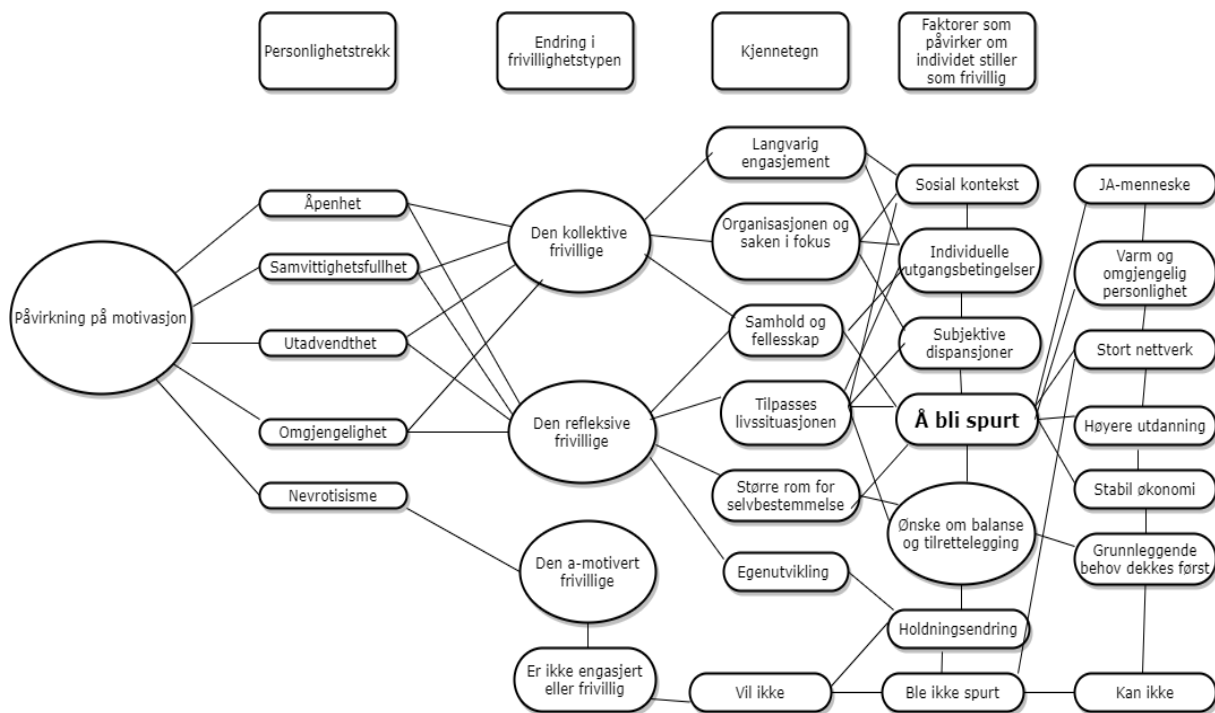 Personlighetstrekk
Endring i
frivillighetstypen
Kjennetegn
Faktorer som
påvirker om
individet stiller
som frivillig
Påvirkning på motivasjon
Åpenhet
Samvittighetsfullhet
Utadvendthet
Omgjengelighet
Nevrotisisme
Den kollektive
frivillige
Den refleksive
frivillige
Den a-motivert
frivillige
Er ikke engasjert
eller frivillig
Langvarig
engasjement
Organisasjonen og
saken i fokus
Samhold og
fellesskap
Tilpasses
livssituasjonen
Større rom for
selvbestemmelse
Egenutvikling
Vil ikke
Sosial kontekst
Individuelle
utgangsbetingelser
Subjektive
dispansjoner
Å bli spurt
Ønske om balanse
og tilrettelegging
Holdningsendring
Ble ikke spurt
JA-menneske
Varm og
omgjengelig
personlighet
Stort nettverk
Høyere utdanning
Stabil økonomi
Grunnleggende
behov dekkes først
Kan ikke